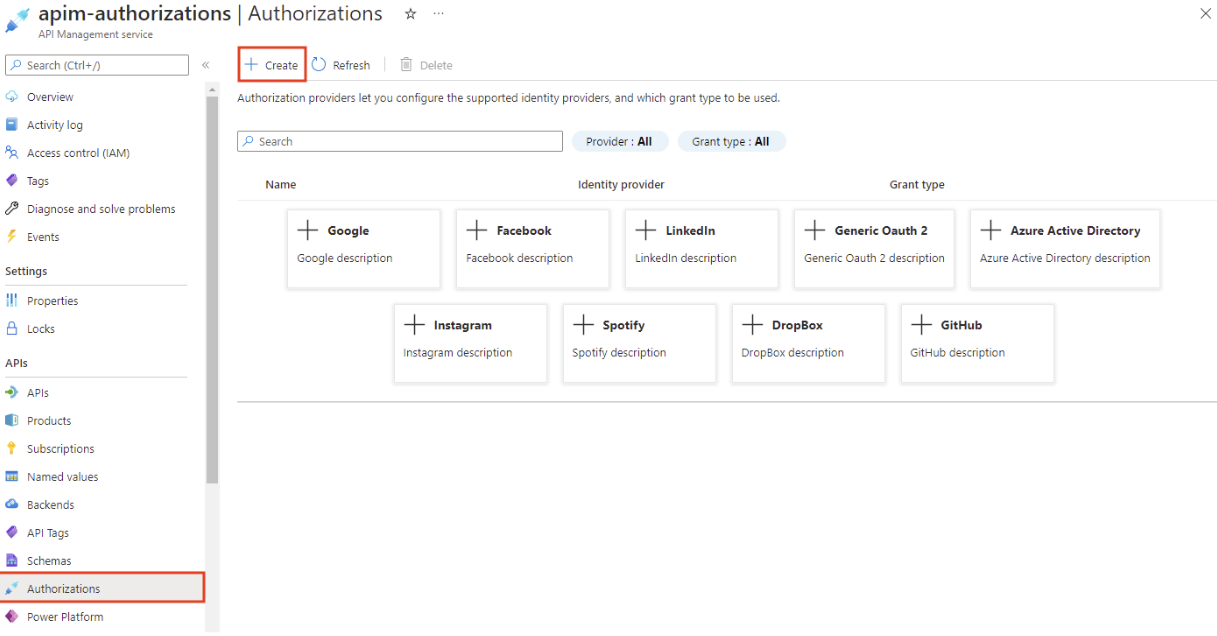 apim-authorizations | Authorizations
API Management service
Search (Ctrl+/)
Overview
Activity log
Access control (IAM)
Tags
Diagnose and solve problems
Events
Settings
Properties
Locks
APIs
APIs
Products
Subscriptions
Named values
Backends
API Tags
Schemas
Authorizations
Power Platform
Create Refresh Delete
Authorization providers let you configure the supported identity providers, and which grant type to be used.
Search Provider : All Grant type : All
Name Identity provider Grant type
Google Facebook LinkedIn Generic Oauth 2 Azure Active Directory
Google description Facebook description LinkedIn description Generic Oauth 2 description Azure Active Directory description
Instagram Spotify DropBox GitHub
Instagram description Spotify description DropBox description GitHub description